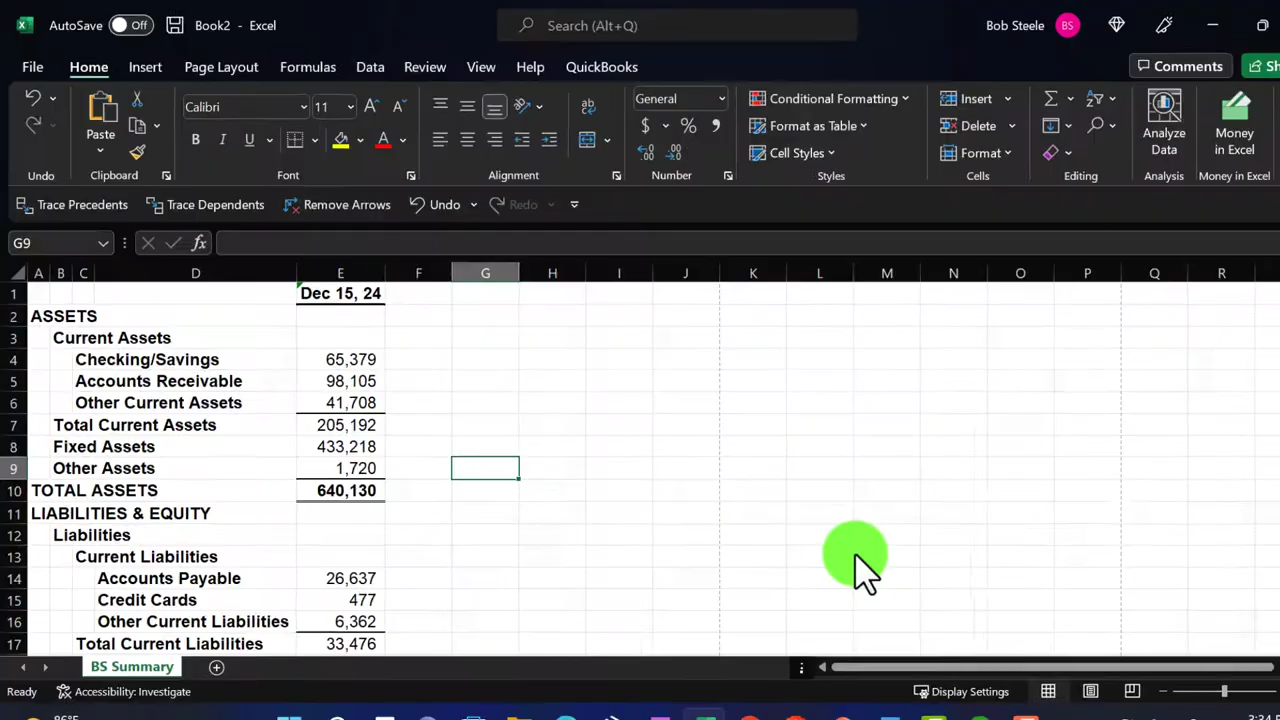 AutoSave Off Book2 - Excel Search (Alt+Q) Bob Steele BS
File Home Insert Page Layout Formulas Data Review View Help QuickBooks Comments
Paste Calibri 11 General Conditional Formatting Insert
$ % Format as Table Delete Analyze Data Money in Excel
Cell Styles Format
Undo Clipboard Font Alignment Number Styles Cells Editing Analysis Money in Excel
Trace Precedents Trace Dependents Remove Arrows Undo Redo
G9 fx
A B C D E F G H I J K L M N O P Q R
1 Dec 15, 24
2 ASSETS
3 Current Assets
4 Checking/Savings 65,379
5 Accounts Receivable 98,105
6 Other Current Assets 41,708
7 Total Current Assets 205,192
8 Fixed Assets 433,218
9 Other Assets 1,720
10 TOTAL ASSETS 640,130
11 LIABILITIES & EQUITY
12 Liabilities
13 Current Liabilities
14 Accounts Payable 26,637
15 Credit Cards 477
16 Other Current Liabilities 6,362
17 Total Current Liabilities 33,476
BS Summary
Ready Accessibility: Investigate Display Settings